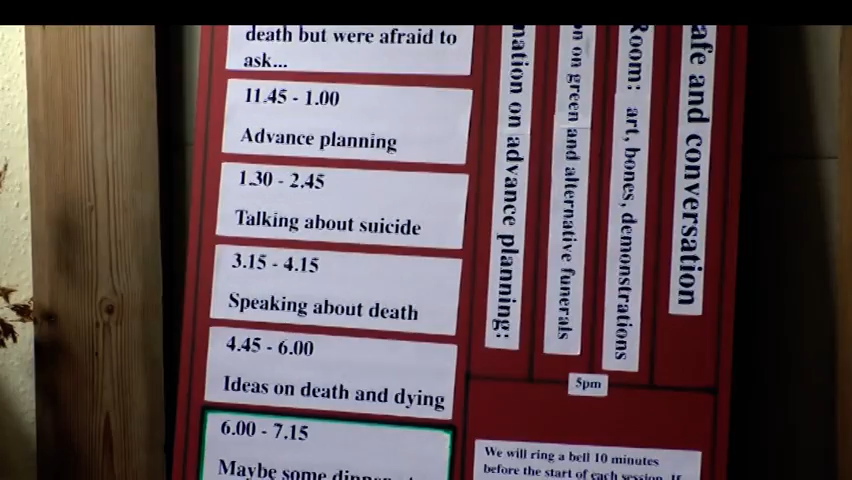 death but were afraid to
ask...
11.45 - 1.00
Advance planning
1.30 - 2.45
Talking about suicide
3.15 - 4.15
Speaking about death
4.45 - 6.00
Ideas on death and dying
6.00 - 7.15
Maybe some
on advance planning:
on green and alternative funerals
Room: art, bones, demonstrations
and conversation
5pm
We will ring a bell 10 minutes
before the start of each session. If